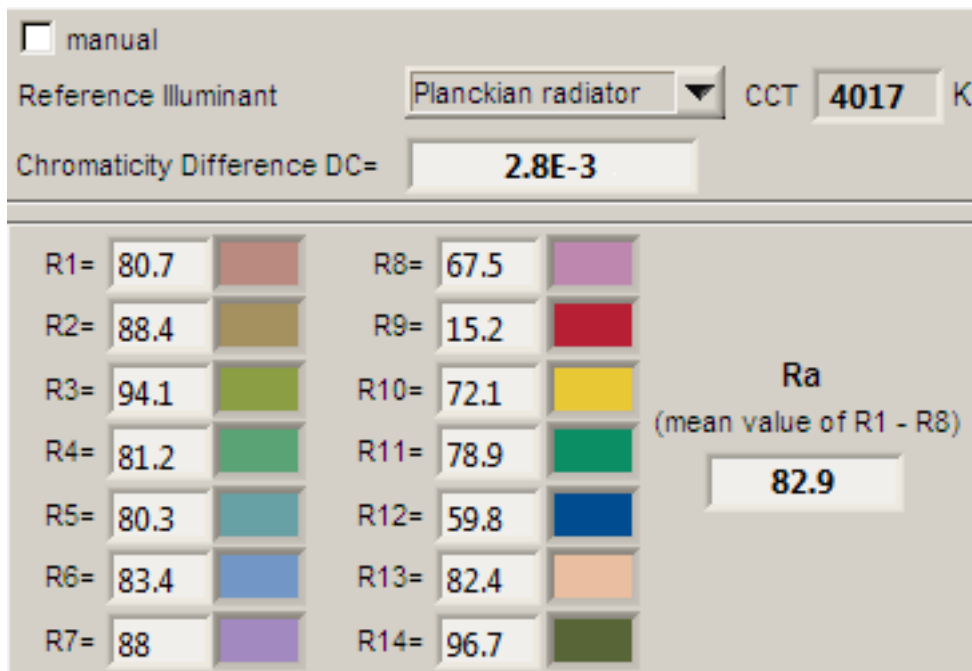 manual
Reference Illuminant Planckian radiator CCT 4017 K
Chromaticity Difference DC= 2.8E-3
R1= 80.7 R8= 67.5
R2= 88.4 R9= 15.2
R3= 94.1 R10= 72.1
R4= 81.2 R11= 78.9
R5= 80.3 R12= 59.8
R6= 83.4 R13= 82.4
R7= 88 R14= 96.7
Ra
(mean value of R1 - R8)
82.9